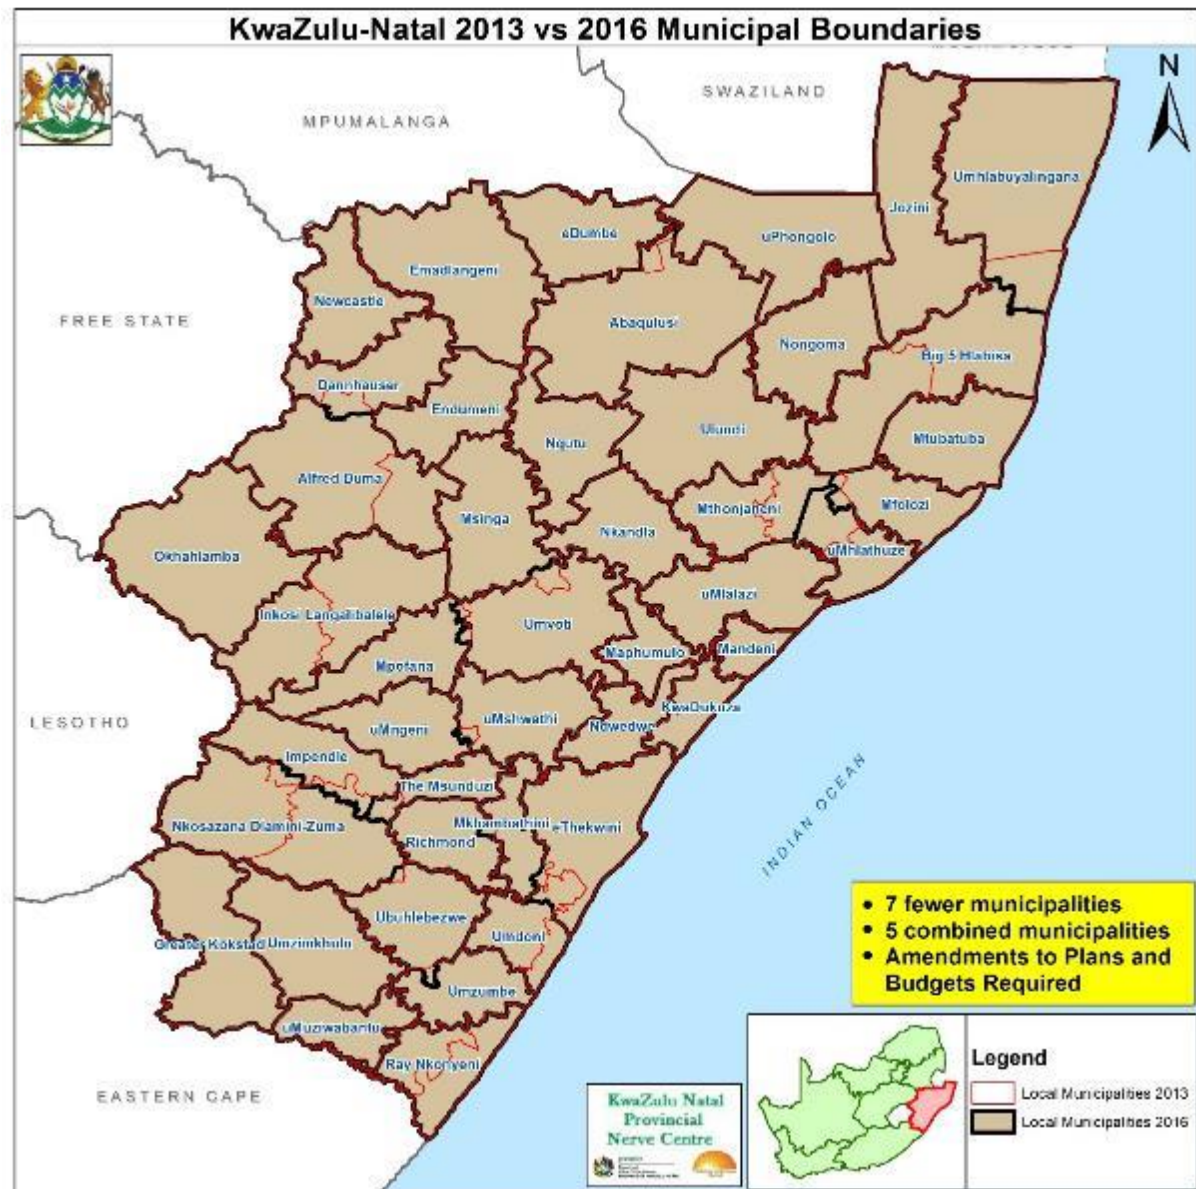 KwaZulu-Natal 2013 vs 2016 Municipal Boundaries
N
SWAZILAND
MPUMALANGA
Umhlabuyalingana
Jozini
eDumbe
uPhongolo
Emadlangeni
Newcastle
FREE STATE
Abaqulusi
Nongoma
Big 5 Hlabisa
Dannhauser
Endumeni
Ulundi
Mtubatuba
Nqutu
Alfred Duma
Mthonjaneni
Mfolozi
Msinga
Nkandla
uMhlathuze
Okhahlamba
uMlalazi
Inkosi Langalibalele
Umvoti
Maphumulo
Mandeni
Mpofana
KwaDukuza
LESOTHO
uMshwathi
uMngeni
Ndwedwe
Impendle
The Msunduzi
Mkhambathini
Nkosazana Dlamini-Zuma
eThekwini
Richmond
INDIAN OCEAN
Ubuhlebezwe
Umdoni
Greater Kokstad
Umzimkhulu
Umzumbe
uMuziwabantu
Ray Nkonyeni
EASTERN CAPE
• 7 fewer municipalities
• 5 combined municipalities
• Amendments to Plans and
Budgets Required
KwaZulu Natal
Provincial
Nerve Centre
Legend
Local Municipalities 2013
Local Municipalities 2016